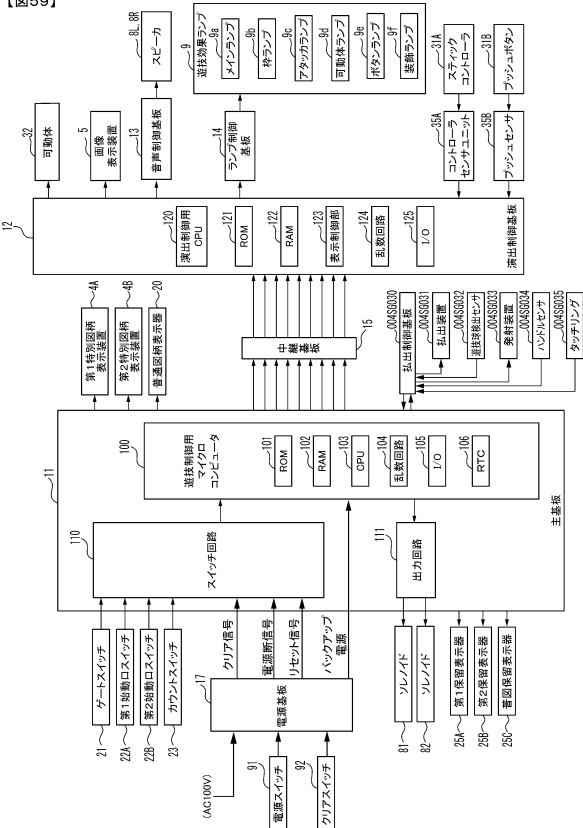 【図59】
32
可動体
5
画像
表示装置
13
音声制御基板
8L、8R
スピーカ
14
ランプ制御
基板
9
遊技効果ランプ
9a
メインランプ
9b
枠ランプ
9c
アタッカランプ
9d
可動体ランプ
9e
ボタンランプ
9f
装飾ランプ
31A
スティック
コントローラ
35A
コントローラ
センサユニット
31B
プッシュボタン
35B
プッシュセンサ
12
演出制御基板
120
演出制御用
CPU
121
ROM
122
RAM
123
表示制御部
124
乱数回路
125
I/O
4A
第1特別図柄
表示装置
4B
第2特別図柄
表示装置
20
普通図柄表示器
15
中継基板
004SG030
払出制御基板
004SG031
払出装置
004SG032
遊技球検出センサ
004SG033
発射装置
004SG034
ハンドルセンサ
004SG035
タッチリング
11
主基板
100
遊技制御用
マイクロ
コンピュータ
101
ROM
102
RAM
103
CPU
104
乱数回路
105
I/O
106
RTC
110
スイッチ回路
111
出力回路
21
ゲートスイッチ
22A
第1始動口スイッチ
22B
第2始動口スイッチ
23
カウントスイッチ
クリア信号
電源断信号
リセット信号
バックアップ
電源
17
電源基板
(AC100V)
91
電源スイッチ
92
クリアスイッチ
81
ソレノイド
82
ソレノイド
25A
第1保留表示器
25B
第2保留表示器
25C
普図保留表示器